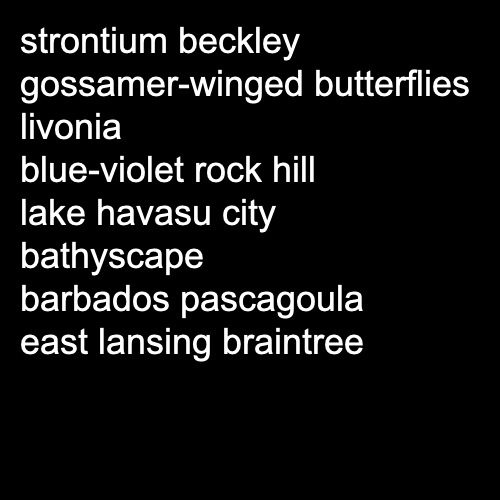 strontium beckley
gossamer-winged butterflies
livonia
blue-violet rock hill
lake havasu city
bathyscape
barbados pascagoula
east lansing braintree